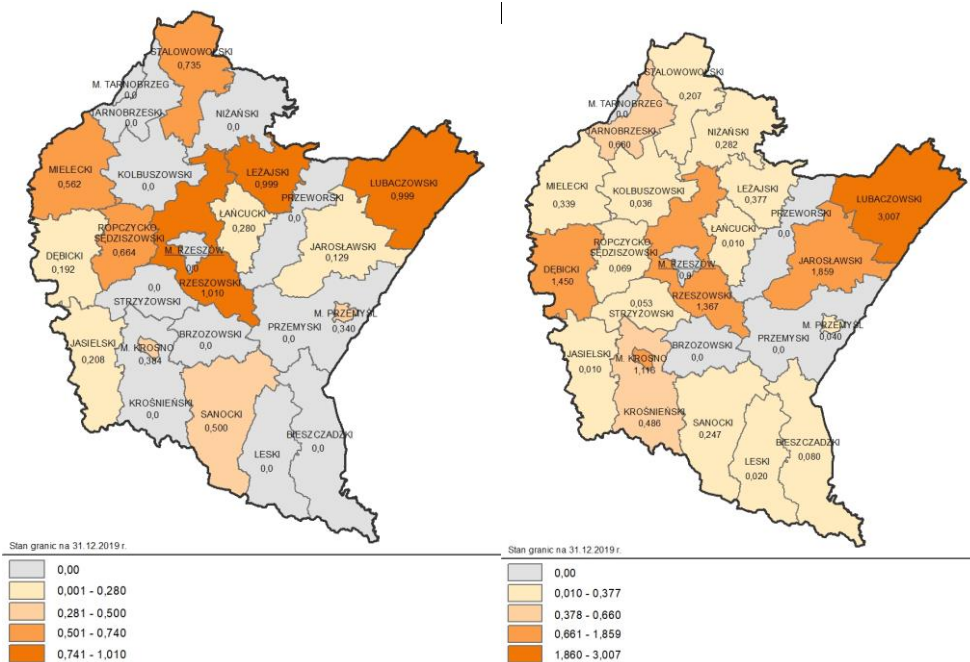 STALOWOWOLSKI
0,735
M. TARNOBRZEG
0,0
TARNOBRZESKI
0,0
NIŻAŃSKI
0,0
MIELECKI
0,562
KOLBUSZOWSKI
0,0
LEŻAJSKI
0,999
LUBACZOWSKI
0,999
PRZEWORSKI
0,0
ŁAŃCUCKI
0,280
ROPCZYCKO-
SĘDZISZOWSKI
0,664
M. RZESZÓW
0,0
JAROSŁAWSKI
0,129
DĘBICKI
0,192
RZESZOWSKI
1,010
0,0
STRZYŻOWSKI
M. PRZEMYŚL
0,340
BRZOZOWSKI
0,0
PRZEMYSKI
0,0
JASIELSKI
0,208
M. KROSNO
0,384
KROŚNIEŃSKI
0,0
SANOCKI
0,500
BIESZCZADZKI
0,0
LESKI
0,0
Stan granic na 31.12.2019 r.
0,00
0,001 - 0,280
0,281 - 0,500
0,501 - 0,740
0,741 - 1,010
STALOWOWOLSKI
0,207
M. TARNOBRZEG
0,0
TARNOBRZESKI
0,660
NIŻAŃSKI
0,282
MIELECKI
0,339
KOLBUSZOWSKI
0,036
LEŻAJSKI
0,377
LUBACZOWSKI
3,007
PRZEWORSKI
0,0
ŁAŃCUCKI
0,010
ROPCZYCKO-
SĘDZISZOWSKI
0,069
M. RZESZÓW
0,0
JAROSŁAWSKI
1,859
DĘBICKI
1,450
RZESZOWSKI
1,367
0,053
STRZYŻOWSKI
M. PRZEMYŚL
0,040
BRZOZOWSKI
0,0
PRZEMYSKI
0,0
JASIELSKI
0,010
M. KROSNO
1,116
KROŚNIEŃSKI
0,486
SANOCKI
0,247
BIESZCZADZKI
0,080
LESKI
0,020
Stan granic na 31.12.2019 r.
0,00
0,010 - 0,377
0,378 - 0,660
0,661 - 1,859
1,860 - 3,007